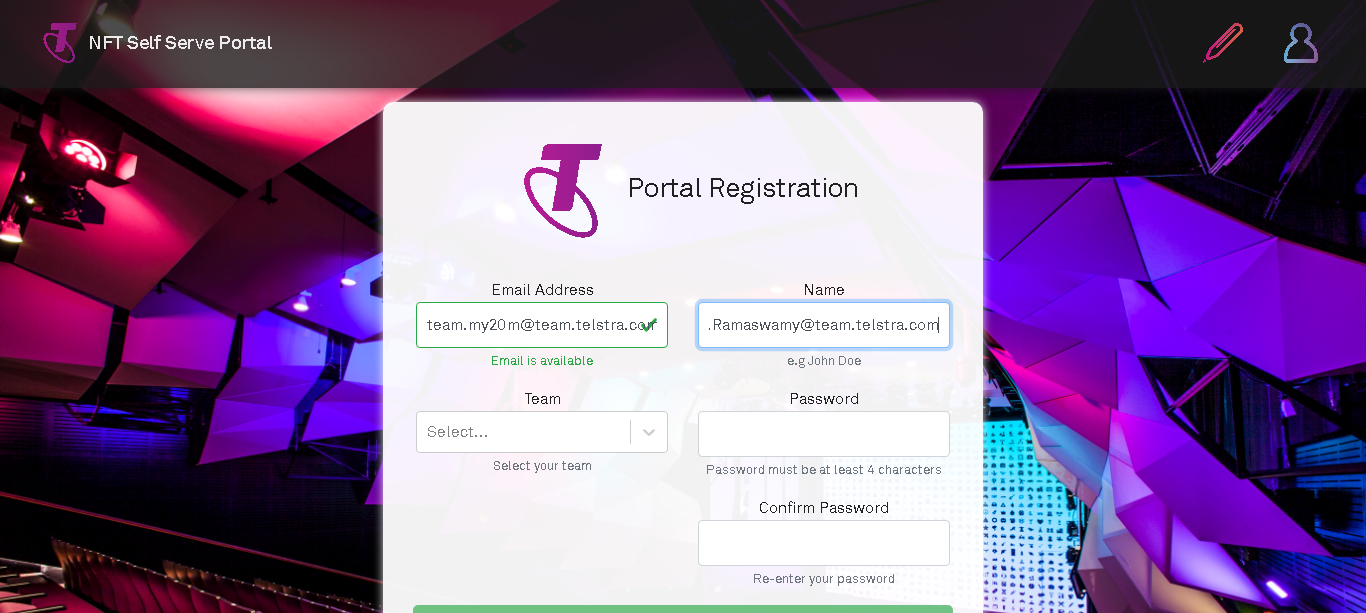 NFT Self Serve Portal
Portal Registration
Email Address
Name
team.my20m@team.telstra.com
.Ramaswamy@team.telstra.com
Email is available
e.g John Doe
Team
Password
Select...
Select your team
Password must be at least 4 characters
Confirm Password
Re-enter your password